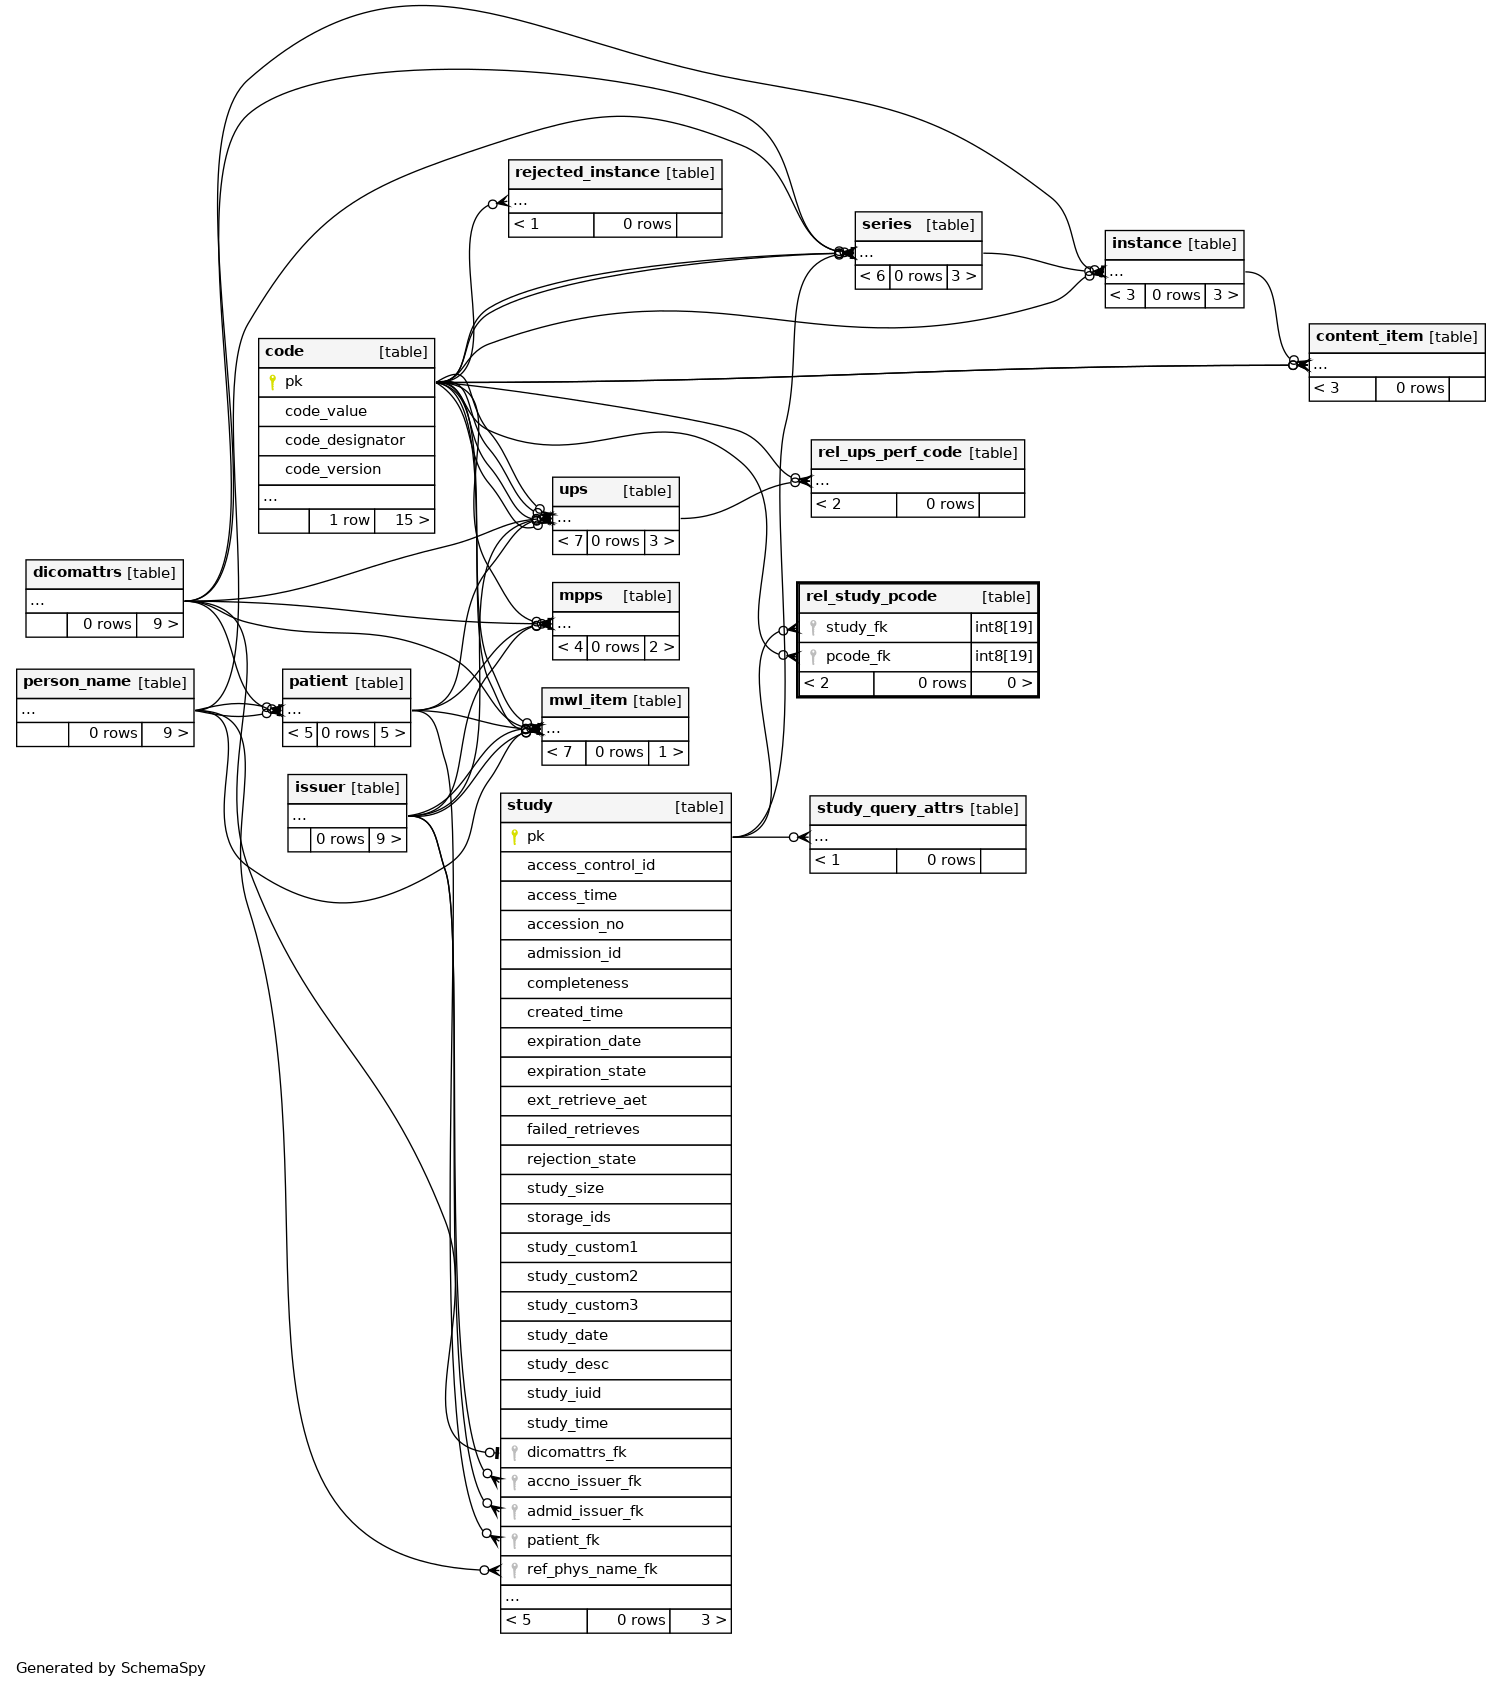 rejected_instance [table]
...
< 1 0 rows
series [table]
...
< 6 0 rows 3 >
instance [table]
...
< 3 0 rows 3 >
content_item [table]
...
< 3 0 rows
code [table]
pk
code_value
code_designator
code_version
...
1 row 15 >
rel_ups_perf_code [table]
...
< 2 0 rows
ups [table]
...
< 7 0 rows 3 >
dicomattrs [table]
...
0 rows 9 >
mpps [table]
...
< 4 0 rows 2 >
rel_study_pcode [table]
study_fk int8[19]
pcode_fk int8[19]
< 2 0 rows 0 >
person_name [table]
...
0 rows 9 >
patient [table]
...
< 5 0 rows 5 >
mwl_item [table]
...
< 7 0 rows 1 >
issuer [table]
...
0 rows 9 >
study [table]
pk
access_control_id
access_time
accession_no
admission_id
completeness
created_time
expiration_date
expiration_state
ext_retrieve_aet
failed_retrieves
rejection_state
study_size
storage_ids
study_custom1
study_custom2
study_custom3
study_date
study_desc
study_iuid
study_time
dicomattrs_fk
accno_issuer_fk
admid_issuer_fk
patient_fk
ref_phys_name_fk
...
< 5 0 rows 3 >
study_query_attrs [table]
...
< 1 0 rows
Generated by SchemaSpy